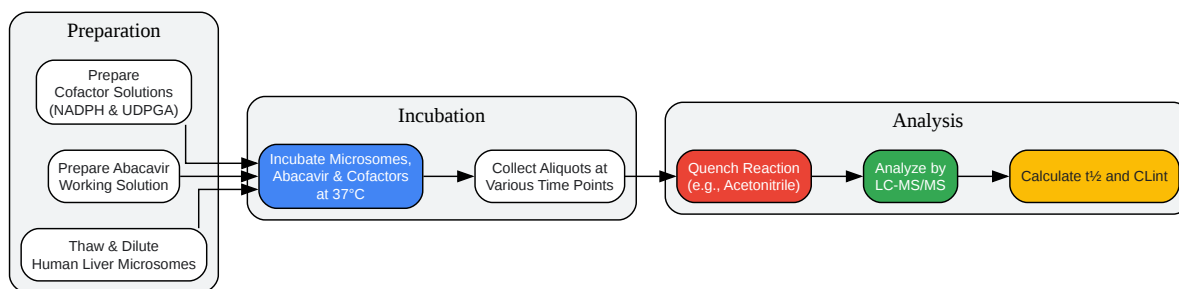 Preparation
Prepare
Cofactor Solutions
(NADPH & UDPGA)
Prepare Abacavir
Working Solution
Thaw & Dilute
Human Liver Microsomes
Incubation
Incubate Microsomes,
Abacavir & Cofactors
at 37°C
Collect Aliquots at
Various Time Points
Analysis
Quench Reaction
(e.g., Acetonitrile)
Analyze by
LC-MS/MS
Calculate t½ and CLint